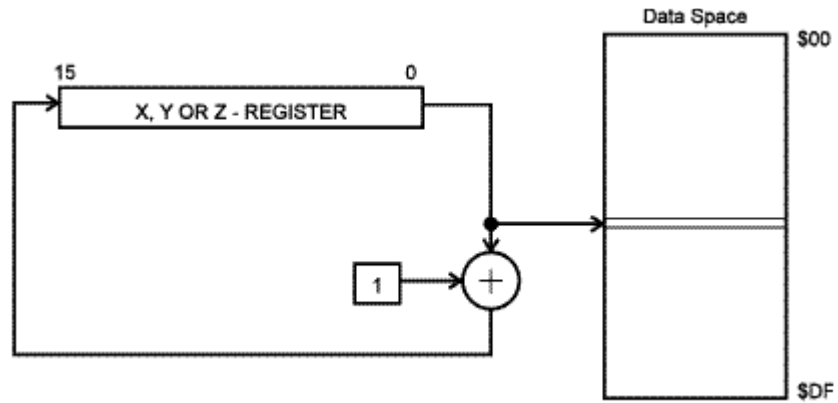 Data Space
$00
15 0
X, Y OR Z - REGISTER
1
+
$DF